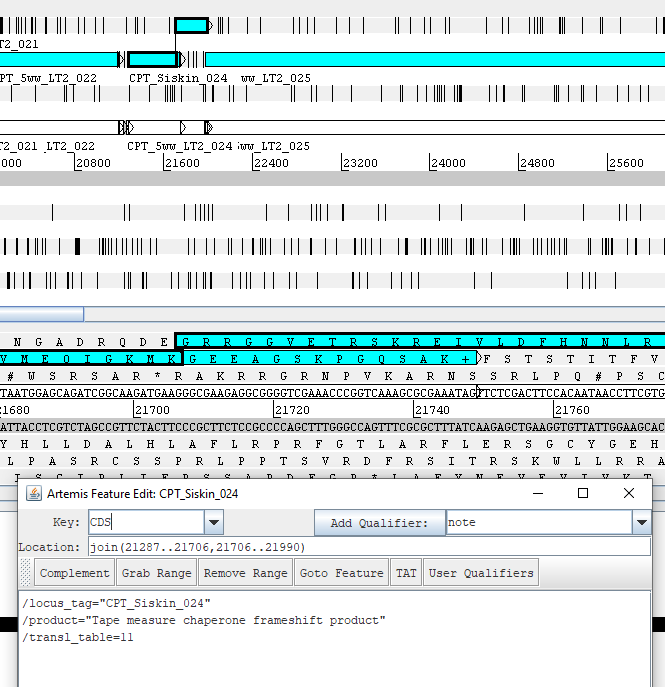 T2_021
PT_5ww_LT2_022 CPT_Siskin_024 ww_LT2_025
T2_021 LT2_022 CPT_5ww_LT2_024 ww_LT2_025
000 20800 21600 22400 23200 24000 24800 25600
N G A D R Q D E G R R G G V E T R S K R E I V L D F H N N L R
V M E Q I G K M K G E E A G S K P G Q S A K + F S T S T I T F V
# W S R S A R * R A K R R G R N P V K A R N S S R L P Q # P S C
TAATGGAGCAGATCGGCAAGATGAAGGGCGAAGAGGCGGGGTCGAAACCCGGTCAAAGCGCGAAATAGTTCTCGACTTCCACAATAACCTTCGTG
21680 21700 21720 21740 21760
ATTACCTCGTCTAGCCGTTCTACTTCCCGCTTCTCCGCCCCAGCTTTGGGCCAGTTTCGCGCTTTATCAAGAGCTGAAGGTGTTATTGGAAGCAC
Y H L L D A L H L A F L R P R F G T L A R F L E R S G C Y G E H
L P A S R C S S P R L P P T S V R D F R S I T R S K W L L R R A
Artemis Feature Edit: CPT_Siskin_024
Key: CDS Add Qualifier: note
Location: join(21287..21706,21706..21990)
Complement Grab Range Remove Range Goto Feature TAT User Qualifiers
/locus_tag="CPT_Siskin_024"
/product="Tape measure chaperone frameshift product"
/transl_table=11